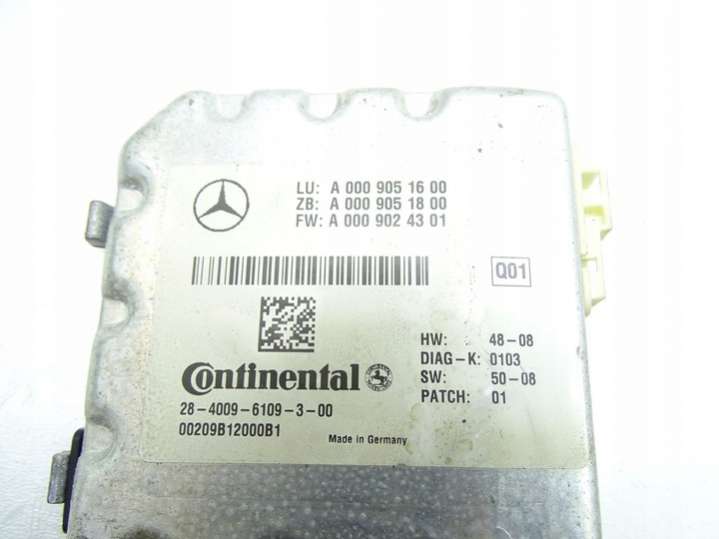 LU: A 000 905 16 00
ZB: A 000 905 18 00
FW: A 000 902 43 01
Q01
HW: 48-08
DIAG-K: 0103
SW: 50-08
PATCH: 01
Continental
28-4009-6109-3-00
00209B12000B1
Made in Germany